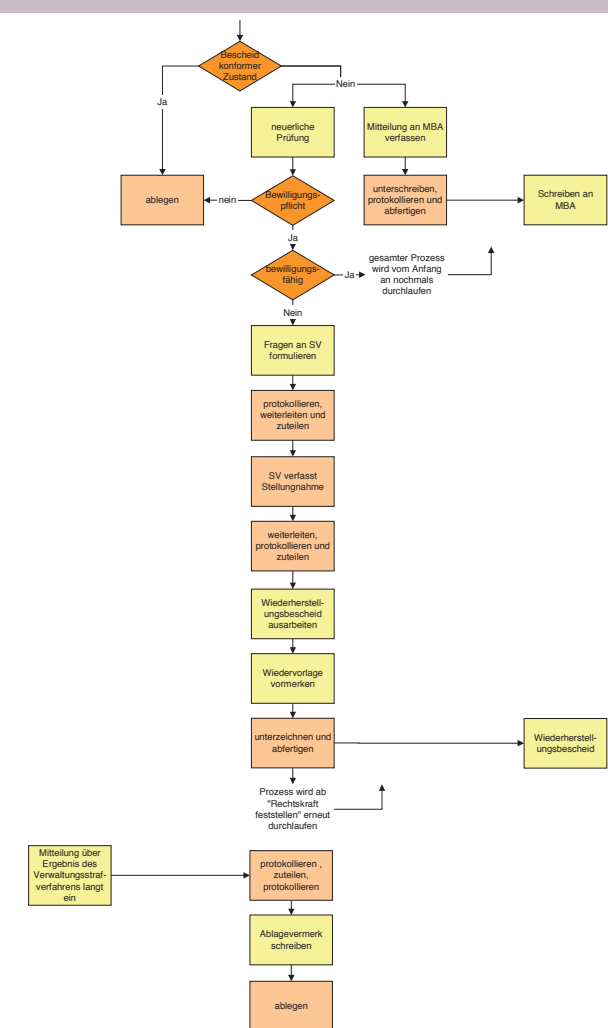 Bescheid
konformer
Zustand
Nein
Ja
neuerliche
Prüfung
Mitteilung an MBA
verfassen
ablegen
nein
Bewilligungs-
pflicht
unterschreiben,
protokollieren und
abfertigen
Schreiben an
MBA
Ja
bewilligungs-
fähig
Ja
gesamter Prozess
wird vom Anfang
an nochmals
durchlaufen
Nein
Fragen an SV
formulieren
protokollieren,
weiterleiten und
zuteilen
SV verfasst
Stellungnahme
weiterleiten,
protokollieren und
zuteilen
Wiederherstell-
ungsbescheid
ausarbeiten
Wiedervorlage
vormerken
unterzeichnen und
abfertigen
Wiederherstell-
ungsbescheid
Prozess wird ab
"Rechtskraft
feststellen" erneut
durchlaufen
Mitteilung über
Ergebnis des
Verwaltungsstraf-
verfahrens langt
ein
protokollieren ,
zuteilen,
protokollieren
Ablagevermerk
schreiben
ablegen